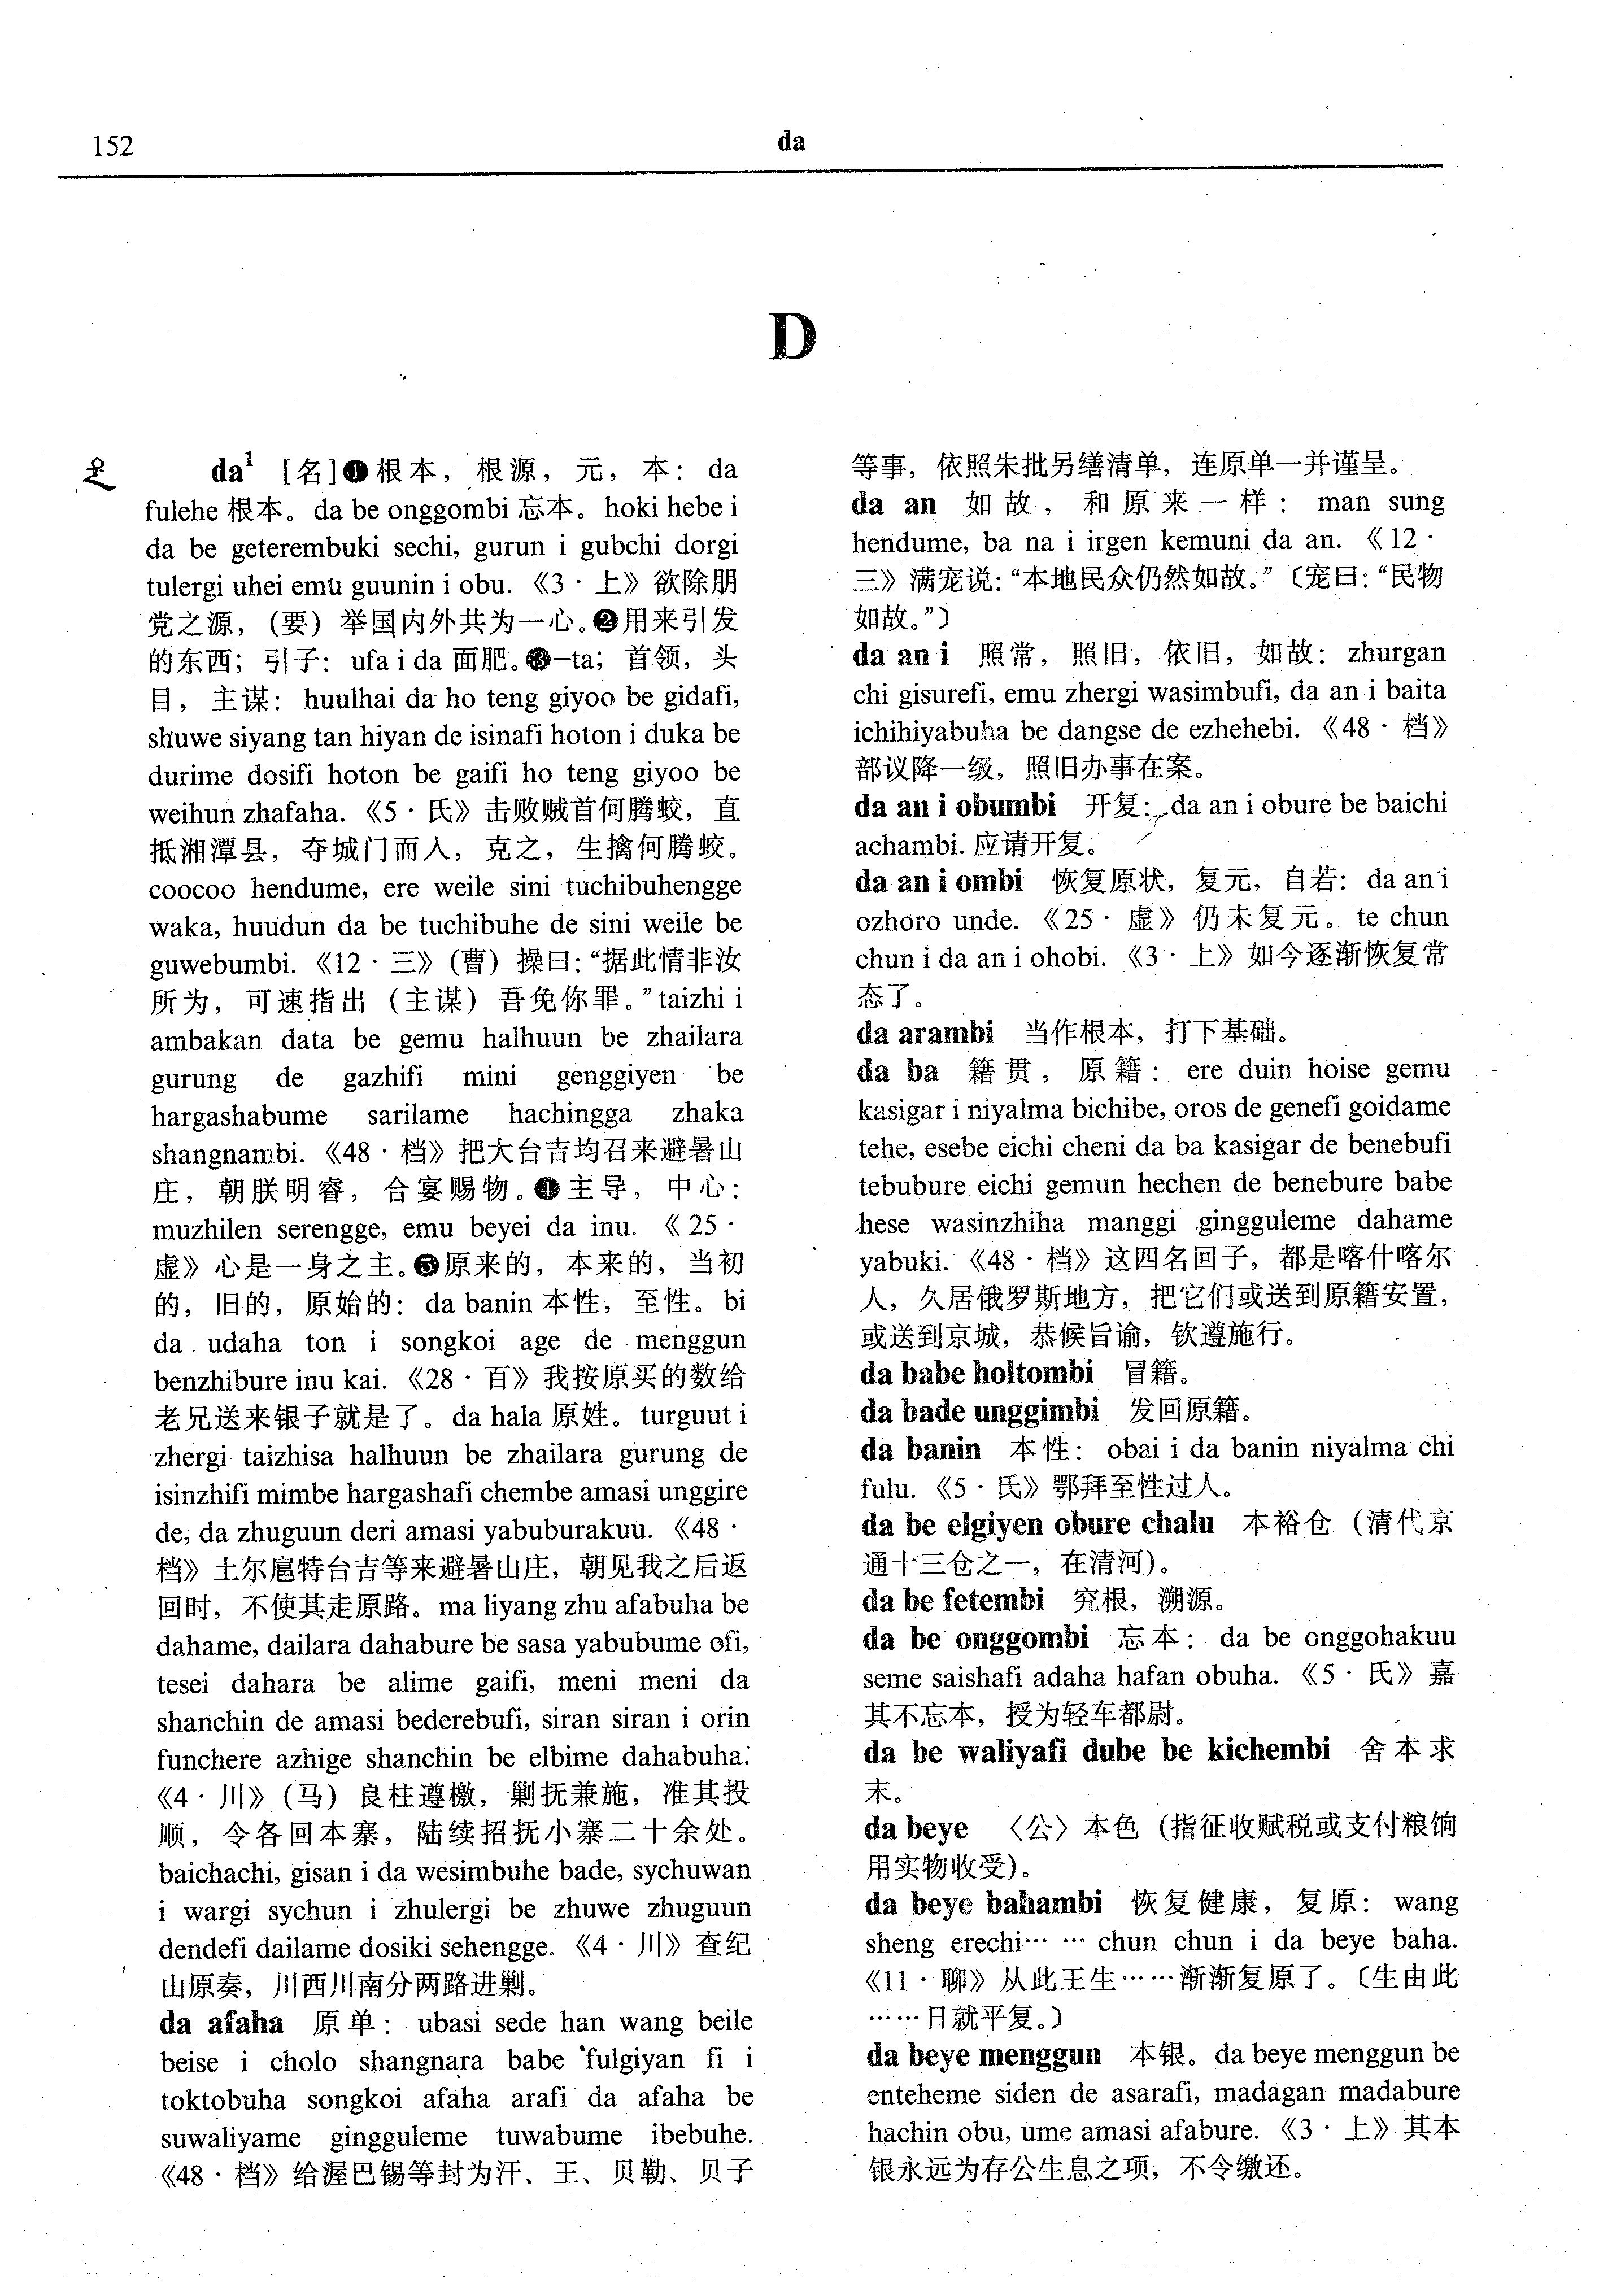 152
da
D
da¹ [名]❶根本，根源，元，本：da
fulehe 根本。da be onggombi 忘本。hoki hebe i
da be geterembuki sechi, gurun i gubchi dorgi
tulergi uhei emu guunin i obu.《3·上》欲除朋
党之源，（要）举国内外共为一心。❷用来引发
的东西；引子：ufa i da 面肥。❸–ta；首领，头
目，主谋：huulhai da ho teng giyoo be gidafi,
shuwe siyang tan hiyan de isinafi hoton i duka be
durime dosifi hoton be gaifi ho teng giyoo be
weihun zhafaha.《5·氏》击败贼首何腾蛟，直
抵湘潭县，夺城门而入，克之，生擒何腾蛟。
coocoo hendume, ere weile sini tuchibuhengge
waka, huudun da be tuchibuhe de sini weile be
guwebumbi.《12·三》（曹）操曰：“据此情非汝
所为，可速指出（主谋）吾免你罪。”taizhi i
ambakan data be gemu halhuun be zhailara
gurung de gazhifi mini genggiyen be
hargashabume sarilame hachingga zhaka
shangnambi.《48·档》把大台吉均召来避暑山
庄，朝朕明睿，合宴赐物。❹主导，中心：
muzhilen serengge, emu beyei da inu.《25·
虚》心是一身之主。❺原来的，本来的，当初
的，旧的，原始的：da banin 本性，至性。bi
da udaha ton i songkoi age de menggun
benzhibure inu kai.《28·百》我按原买的数给
老兄送来银子就是了。da hala 原姓。turguut i
zhergi taizhisa halhuun be zhailara gurung de
isinzhifi mimbe hargashafi chembe amasi unggire
de, da zhuguun deri amasi yabuburakuu.《48·
档》土尔扈特台吉等来避暑山庄，朝见我之后返
回时，不使其走原路。ma liyang zhu afabuha be
dahame, dailara dahabure be sasa yabubume ofi,
tesei dahara be alime gaifi, meni meni da
shanchin de amasi bederebufi, siran siran i orin
funchere azhige shanchin be elbime dahabuha.
《4·川》（马）良柱遵檄，剿抚兼施，准其投
顺，令各回本寨，陆续招抚小寨二十余处。
baichachi, gisan i da wesimbuhe bade, sychuwan
i wargi sychun i zhulergi be zhuwe zhuguun
dendefi dailame dosiki sehengge.《4·川》查纪
山原奏，川西川南分两路进剿。
da afaha 原单：ubasi sede han wang beile
beise i cholo shangnara babe fulgiyan fi i
toktobuha songkoi afaha arafi da afaha be
suwaliyame gingguleme tuwabume ibebuhe.
《48·档》给渥巴锡等封为汗、王、贝勒、贝子
等事，依照朱批另缮清单，连原单一并谨呈。
da an 如故，和原来一样：man sung
hendume, ba na i irgen kemuni da an.《12·
三》满宠说：“本地民众仍然如故。”〔宠曰：“民物
如故。”〕
da an i 照常，照旧，依旧，如故：zhurgan
chi gisurefi, emu zhergi wasimbufi, da an i baita
ichihiyabuha be dangse de ezhehebi.《48·档》
部议降一级，照旧办事在案。
da an i obumbi 开复：da an i obure be baichi
achambi. 应请开复。
da an i ombi 恢复原状，复元，自若：da an i
ozhoro unde.《25·虚》仍未复元。te chun
chun i da an i ohobi.《3·上》如今逐渐恢复常
态了。
da arambi 当作根本，打下基础。
da ba 籍贯，原籍：ere duin hoise gemu
kasigar i niyalma bichibe, oros de genefi goidame
tehe, esebe eichi cheni da ba kasigar de benebufi
tebubure eichi gemun hechen de benebure babe
hese wasinzhiha manggi gingguleme dahame
yabuki.《48·档》这四名回子，都是喀什喀尔
人，久居俄罗斯地方，把它们或送到原籍安置，
或送到京城，恭候旨谕，钦遵施行。
da babe holtombi 冒籍。
da bade unggimbi 发回原籍。
da banin 本性：obai i da banin niyalma chi
fulu.《5·氏》鄂拜至性过人。
da be elgiyen obure chalu 本裕仓（清代京
通十三仓之一，在清河）。
da be fetembi 究根，溯源。
da be onggombi 忘本：da be onggohakuu
seme saishafi adaha hafan obuha.《5·氏》嘉
其不忘本，授为轻车都尉。
da be waliyafi dube be kichembi 舍本求
末。
da beye 〈公〉本色（指征收赋税或支付粮饷
用实物收受）。
da beye bahambi 恢复健康，复原：wang
sheng erechi⋯ ⋯ chun chun i da beye baha.
《11·聊》从此王生⋯⋯渐渐复原了。〔生由此
⋯⋯日就平复。〕
da beye menggun 本银。da beye menggun be
enteheme siden de asarafi, madagan madabure
hachin obu, ume amasi afabure.《3·上》其本
银永远为存公生息之项，不令缴还。